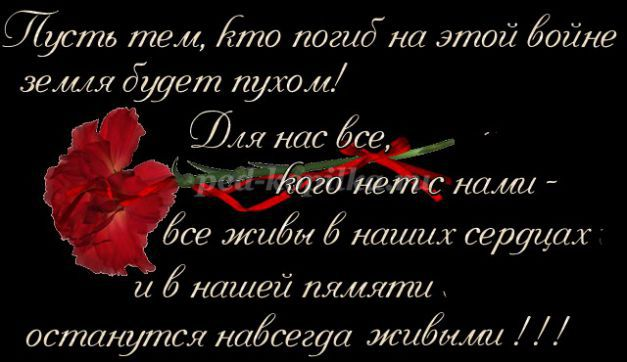 Пусть тем, кто погиб на этой войне
земля будет пухом!
Для нас все,
кого нет с нами -
все живы в наших сердцах
и в нашей памяти
останутся навсегда живыми !!!